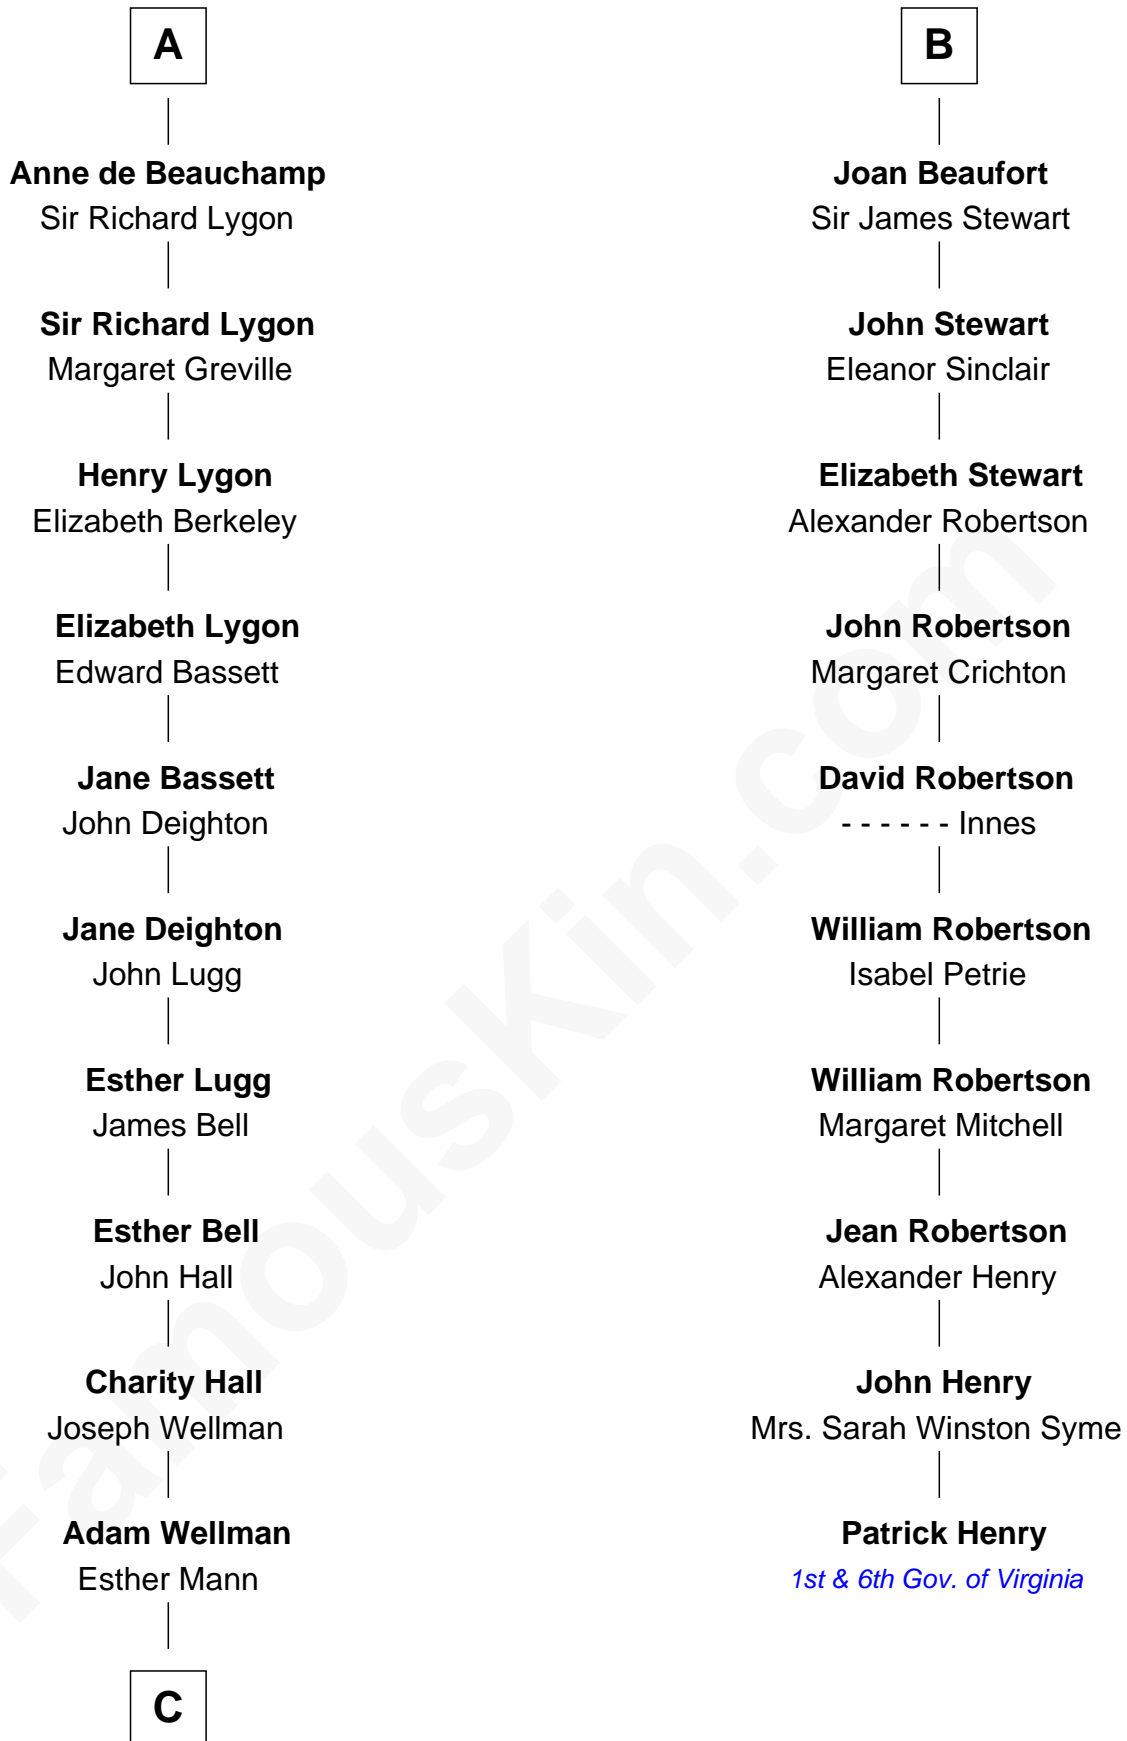 A
Anne de Beauchamp
Sir Richard Lygon
Sir Richard Lygon
Margaret Greville
Henry Lygon
Elizabeth Berkeley
Elizabeth Lygon
Edward Bassett
Jane Bassett
John Deighton
Jane Deighton
John Lugg
Esther Lugg
James Bell
Esther Bell
John Hall
Charity Hall
Joseph Wellman
Adam Wellman
Esther Mann
C
B
Joan Beaufort
Sir James Stewart
John Stewart
Eleanor Sinclair
Elizabeth Stewart
Alexander Robertson
John Robertson
Margaret Crichton
David Robertson
- - - - - - Innes
William Robertson
Isabel Petrie
William Robertson
Margaret Mitchell
Jean Robertson
Alexander Henry
John Henry
Mrs. Sarah Winston Syme
Patrick Henry
1st & 6th Gov. of Virginia
FamousKin.com